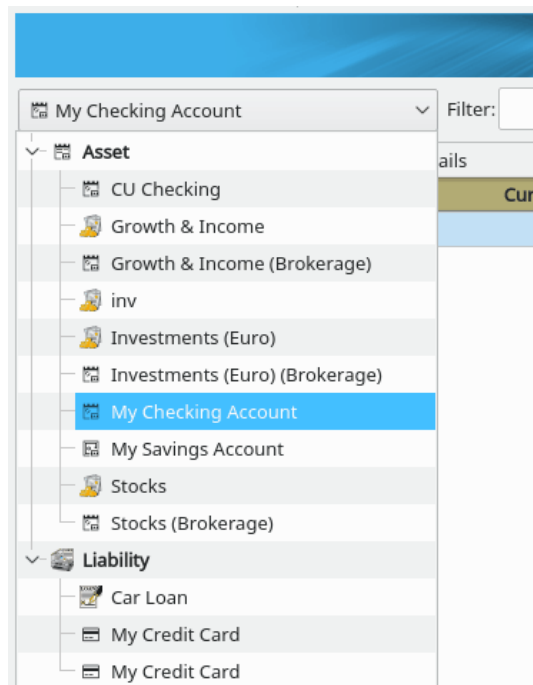 My Checking Account
Filter:
Asset
ails
CU Checking
Cur
Growth & Income
Growth & Income (Brokerage)
inv
Investments (Euro)
Investments (Euro) (Brokerage)
My Checking Account
My Savings Account
Stocks
Stocks (Brokerage)
Liability
Car Loan
My Credit Card
My Credit Card